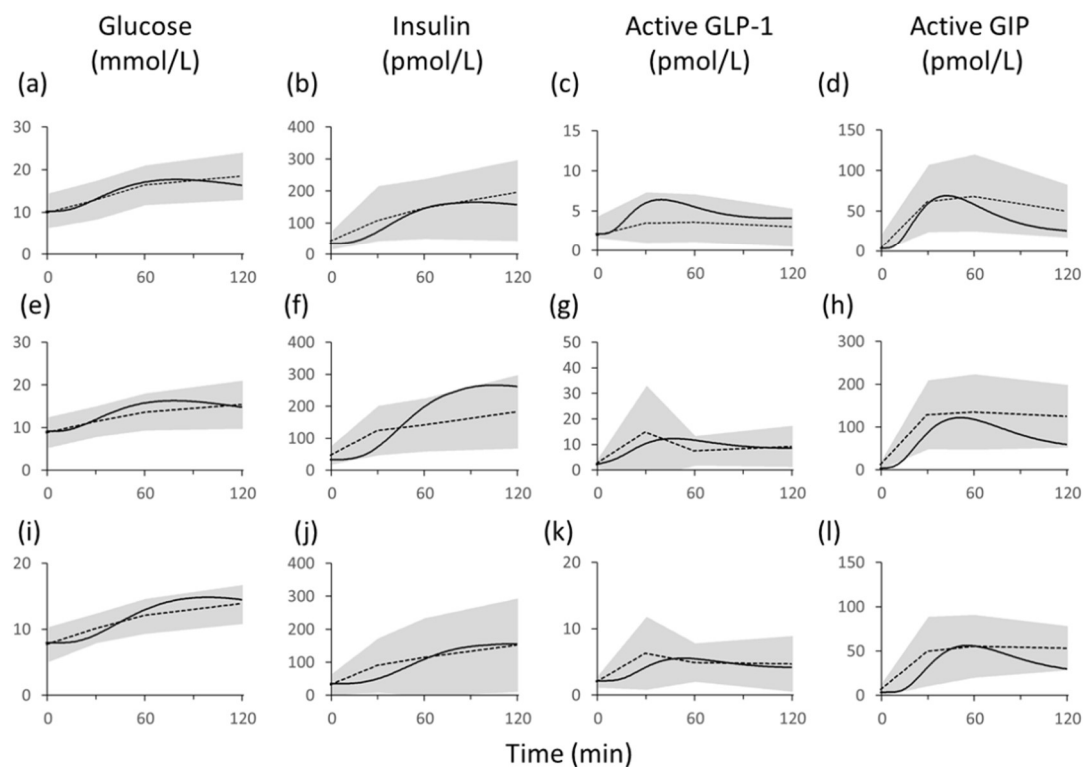 Glucose Insulin Active GLP-1 Active GIP
(mmol/L) (pmol/L) (pmol/L) (pmol/L)
(a) (b) (c) (d)
30 400 15 150
20 300 10 100
10 200 5 50
0 100 0 0
0
0 60 120 0 60 120 0 60 120 0 60 120
(e) (f) (g) (h)
30 400 50 300
20 300 40 200
10 200 30 100
0 100 20 0
0 10
0
0 60 120 0 60 120 0 60 120 0 60 120
(i) (j) (k) (l)
20 400 20 150
10 300 10 100
0 200 0 50
100 0
0
0 60 120 0 60 120 0 60 120 0 60 120
Time (min)